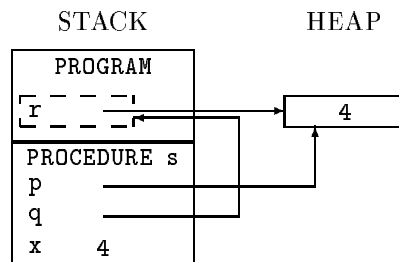 STACK HEAP
PROGRAM
r 4
PROCEDURE s
p
q
x 4